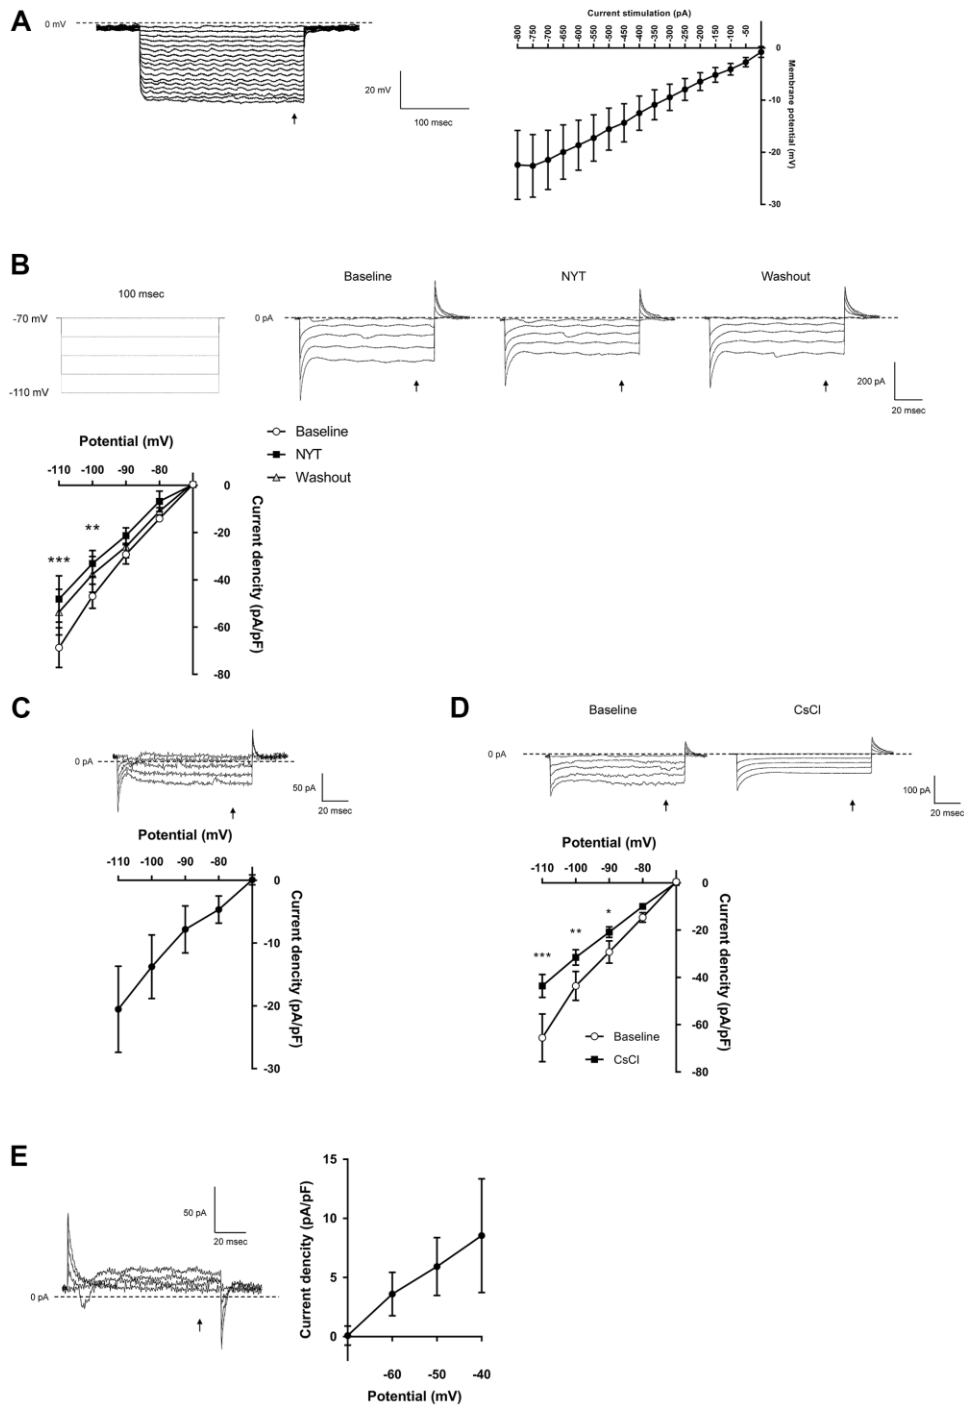 A
0 mV
20 mV
100 msec
Current stimulation (pA)
-800 -750 -700 -650 -600 -550 -500 -450 -400 -350 -300 -250 -200 -150 -100 -50
0
-10
-20
-30
Membrane potential (mV)
B
100 msec
-70 mV
-110 mV
Baseline
NYT
Washout
0 pA
200 pA
20 msec
Potential (mV)
-110 -100 -90 -80
0
-20
-40
-60
-80
Current dencity (pA/pF)
***
**
Baseline
NYT
Washout
C
0 pA
50 pA
20 msec
Potential (mV)
-110 -100 -90 -80
0
-10
-20
-30
Current dencity (pA/pF)
D
Baseline
CsCl
0 pA
100 pA
20 msec
Potential (mV)
-110 -100 -90 -80
0
-20
-40
-60
-80
Current dencity (pA/pF)
***
**
*
Baseline
CsCl
E
50 pA
20 msec
0 pA
15
10
5
0
Current dencity (pA/pF)
-60 -50 -40
Potential (mV)